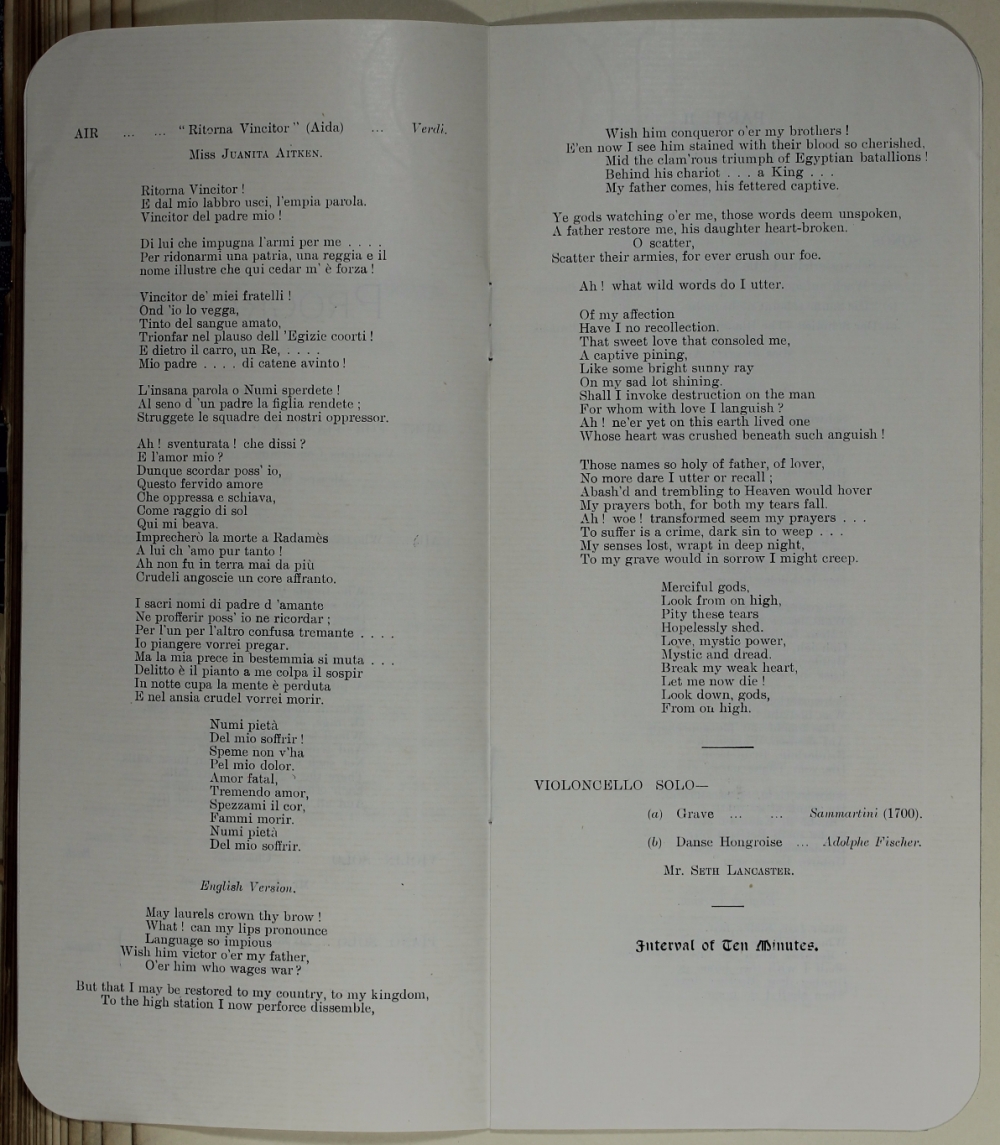 AIR ... ... "Ritorna Vincitor" (Aida) ... Verdi.
Miss JUANITA AITKEN.
Ritorna Vincitor !
E dal mio labbro usci, l'empia parola.
Vincitor del padre mio !
Di lui che impugna l'armi per me . . . .
Per ridonarmi una patria, una reggia e il
nome illustre che qui cedar m' è forza !
Vincitor de' miei fratelli !
Ond 'io lo vegga,
Tinto del sangue amato,
Trionfar nel plauso dell 'Egizie coorti !
E dietro il carro, un Re, . . . .
Mio padre . . . . di catene avinto !
L'insana parola o Numi sperdete !
Al seno d 'un padre la figlia rendete ;
Struggete le squadre dei nostri oppressor.
Ah ! sventurata ! che dissi ?
E l'amor mio ?
Dunque scordar poss' io,
Questo fervido amore
Che oppressa e schiava,
Come raggio di sol
Qui mi beava.
Imprecherò la morte a Radamès
A lui ch 'amo pur tanto !
Ah non fu in terra mai da più
Crudeli angoscie un core affranto.
I sacri nomi di padre d 'amante
Ne profferir poss' io ne ricordar ;
Per l'un per l'altro confusa tremante . . . .
Io piangere vorrei pregar.
Ma la mia prece in bestemmia si muta . . .
Delitto è il pianto a me colpa il sospir
In notte cupa la mente è perduta
E nel ansia crudel vorrei morir.
Numi pietà
Del mio soffrir !
Speme non v'ha
Pel mio dolor.
Amor fatal,
Tremendo amor,
Spezzami il cor,
Fammi morir.
Numi pietà
Del mio soffrir.
English Version.
May laurels crown thy brow !
What ! can my lips pronounce
Language so impious
Wish him victor o'er my father,
O'er him who wages war ?
But that I may be restored to my country, to my kingdom,
To the high station I now perforce dissemble,
Wish him conqueror o'er my brothers !
E'en now I see him stained with their blood so cherished,
Mid the clam'rous triumph of Egyptian batallions !
Behind his chariot . . . a King . . .
My father comes, his fettered captive.
Ye gods watching o'er me, those words deem unspoken,
A father restore me, his daughter heart-broken.
O scatter,
Scatter their armies, for ever crush our foe.
Ah ! what wild words do I utter.
Of my affection
Have I no recollection.
That sweet love that consoled me,
A captive pining,
Like some bright sunny ray
On my sad lot shining.
Shall I invoke destruction on the man
For whom with love I languish ?
Ah ! ne'er yet on this earth lived one
Whose heart was crushed beneath such anguish !
Those names so holy of father, of lover,
No more dare I utter or recall ;
Abash'd and trembling to Heaven would hover
My prayers both, for both my tears fall.
Ah ! woe ! transformed seem my prayers . . .
To suffer is a crime, dark sin to weep . . .
My senses lost, wrapt in deep night,
To my grave would in sorrow I might creep.
Merciful gods,
Look from on high,
Pity these tears
Hopelessly shed.
Love, mystic power,
Mystic and dread.
Break my weak heart,
Let me now die !
Look down, gods,
From on high.
VIOLONCELLO SOLO—
(a) Grave ... ... Sammartini (1700).
(b) Danse Hongroise ... Adolphe Fischer.
Mr. SETH LANCASTER.
Interval of Ten Minutes.